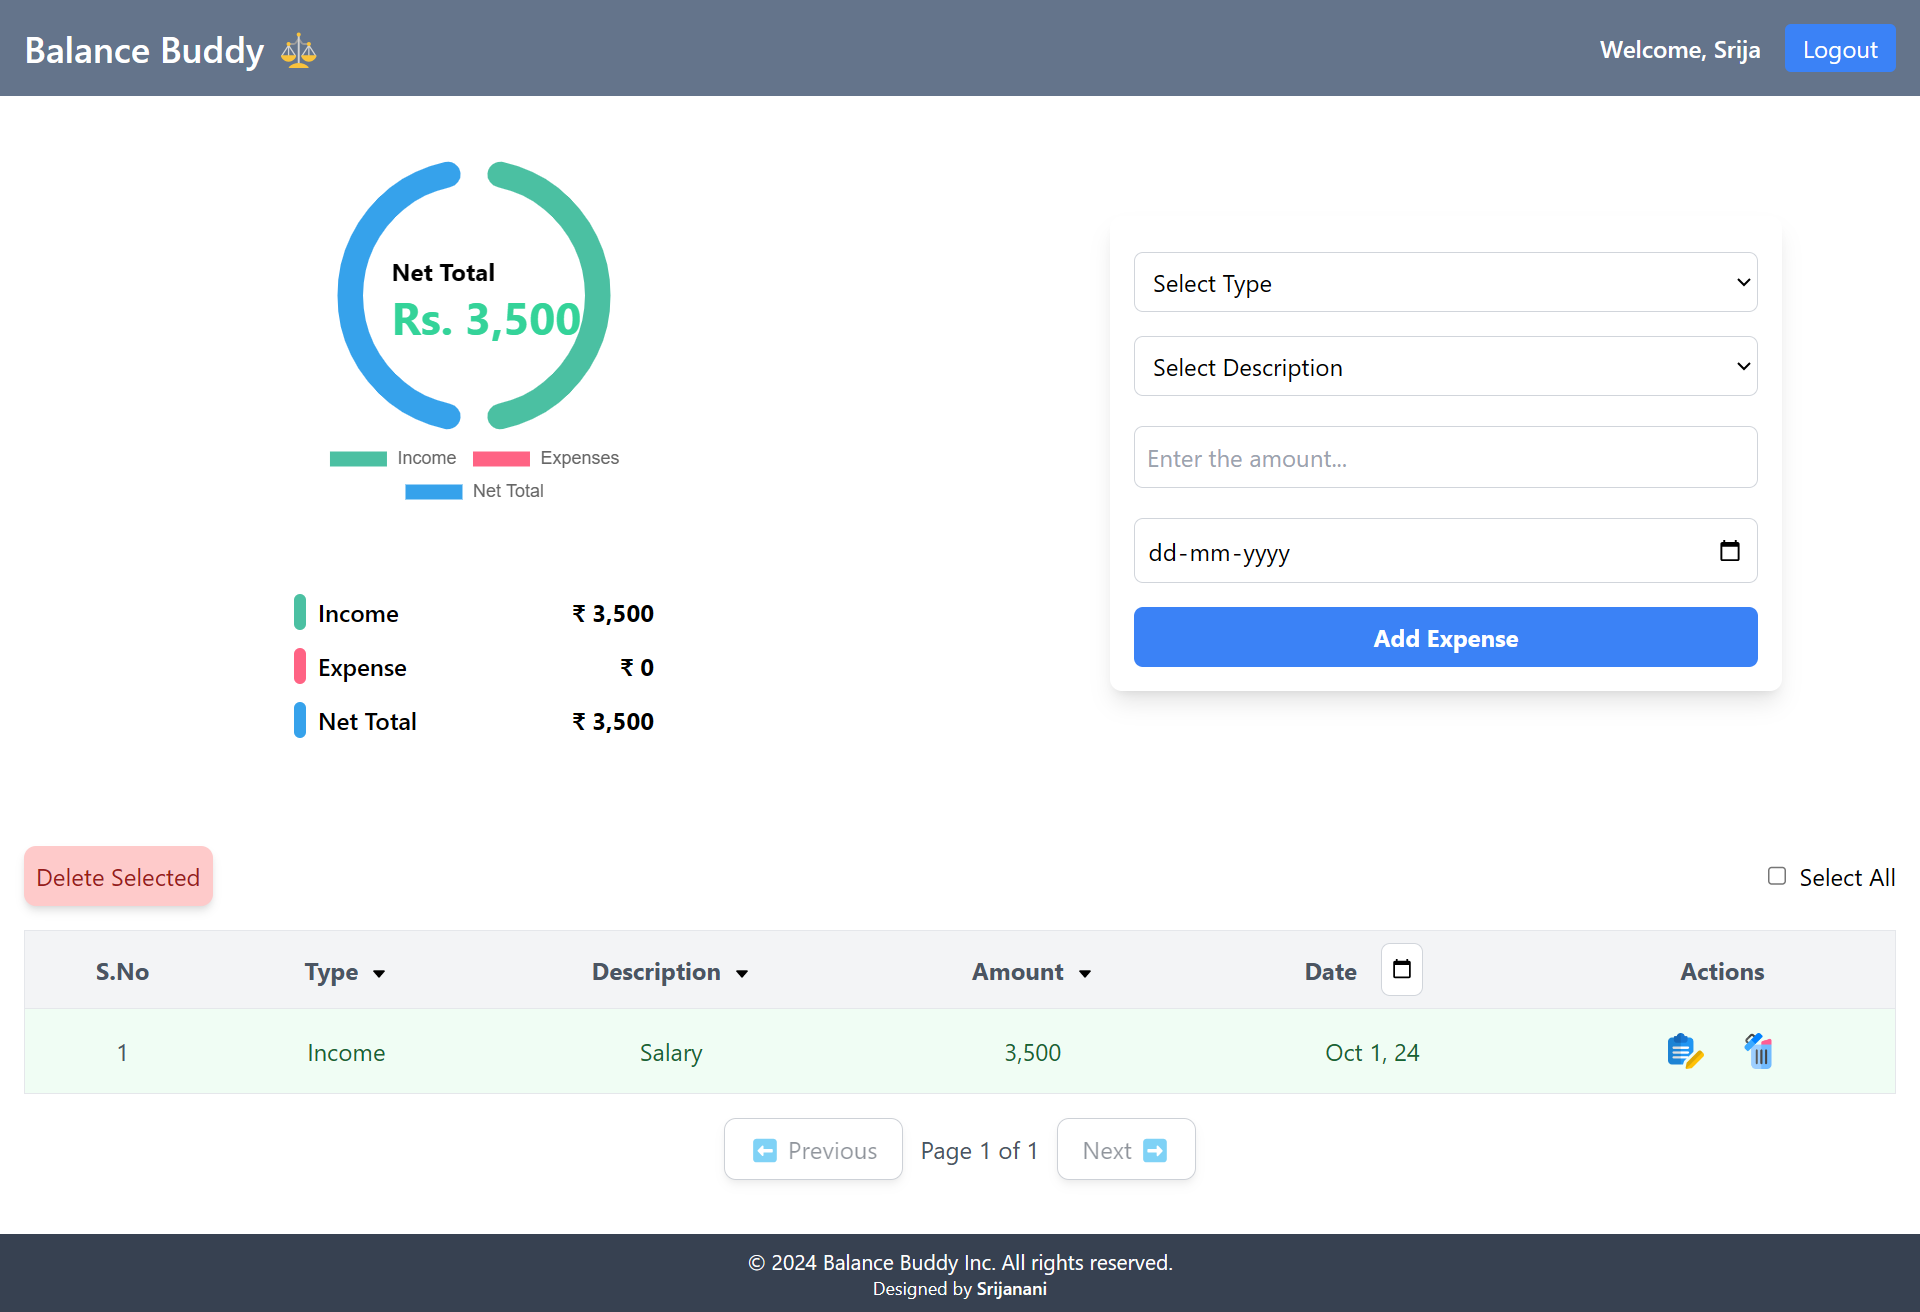 Balance Buddy
Welcome, Srija
Logout
Net Total
Rs. 3,500
Income Expenses
Net Total
Income ₹ 3,500
Expense ₹ 0
Net Total ₹ 3,500
Select Type
Select Description
Enter the amount...
dd-mm-yyyy
Add Expense
Delete Selected
Select All
S.No Type Description Amount Date Actions
1 Income Salary 3,500 Oct 1, 24
Previous Page 1 of 1 Next
© 2024 Balance Buddy Inc. All rights reserved.
Designed by Srijanani